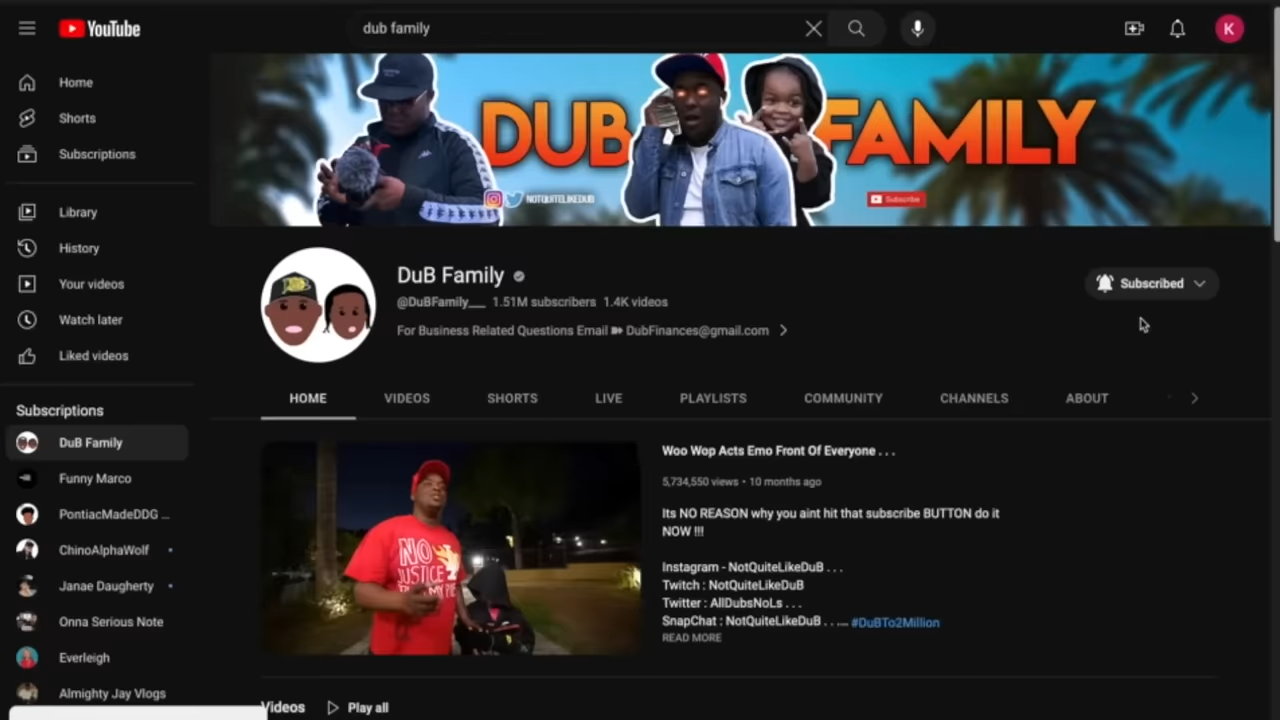 YouTube
dub family
K
Home
Shorts
Subscriptions
Library
History
Your videos
Watch later
Liked videos
Subscriptions
DuB Family
Funny Marco
PontiacMadeDDG ...
ChinoAlphaWolf
Janae Daugherty
Onna Serious Note
Everleigh
Almighty Jay Vlogs
DUB FAMILY
NOTQUITELIKEDUB
Subscribe
DuB Family
@DuBFamily___ 1.51M subscribers 1.4K videos
For Business Related Questions Email ➽ DubFinances@gmail.com
Subscribed
HOME VIDEOS SHORTS LIVE PLAYLISTS COMMUNITY CHANNELS ABOUT
NO
JUSTICE
Woo Wop Acts Emo Front Of Everyone . . .
5,734,550 views • 10 months ago
Its NO REASON why you aint hit that subscribe BUTTON do it
NOW !!!
Instagram - NotQuiteLikeDuB . . .
Twitch : NotQuiteLikeDuB
Twitter : AllDubsNoLs . . .
SnapChat : NotQuiteLikeDuB . . .... #DuBTo2Million
READ MORE
Videos Play all